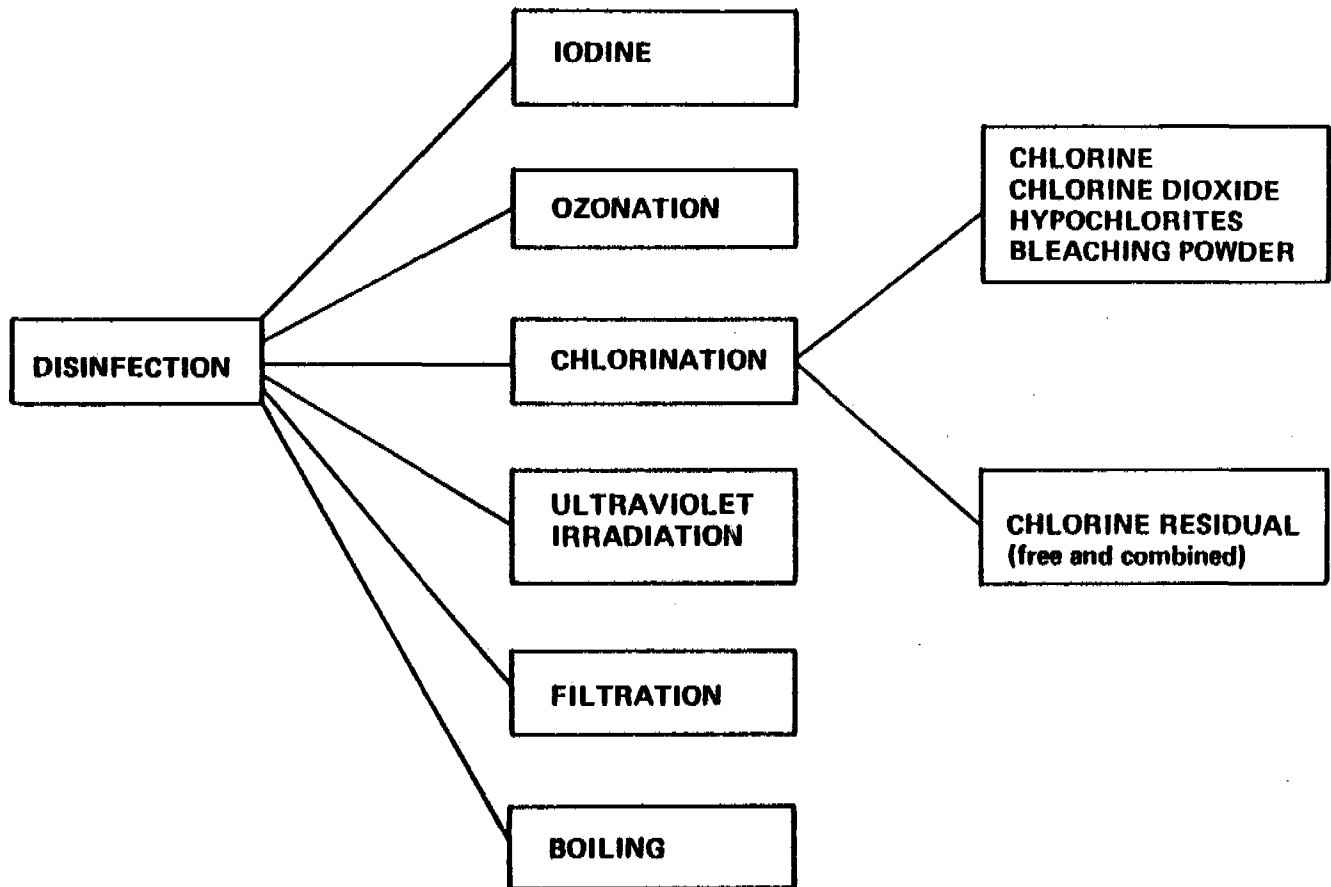 IODINE
OZONATION
DISINFECTION
CHLORINATION
ULTRAVIOLET
IRRADIATION
FILTRATION
BOILING
CHLORINE
CHLORINE DIOXIDE
HYPOCHLORITES
BLEACHING POWDER
CHLORINE RESIDUAL
(free and combined)